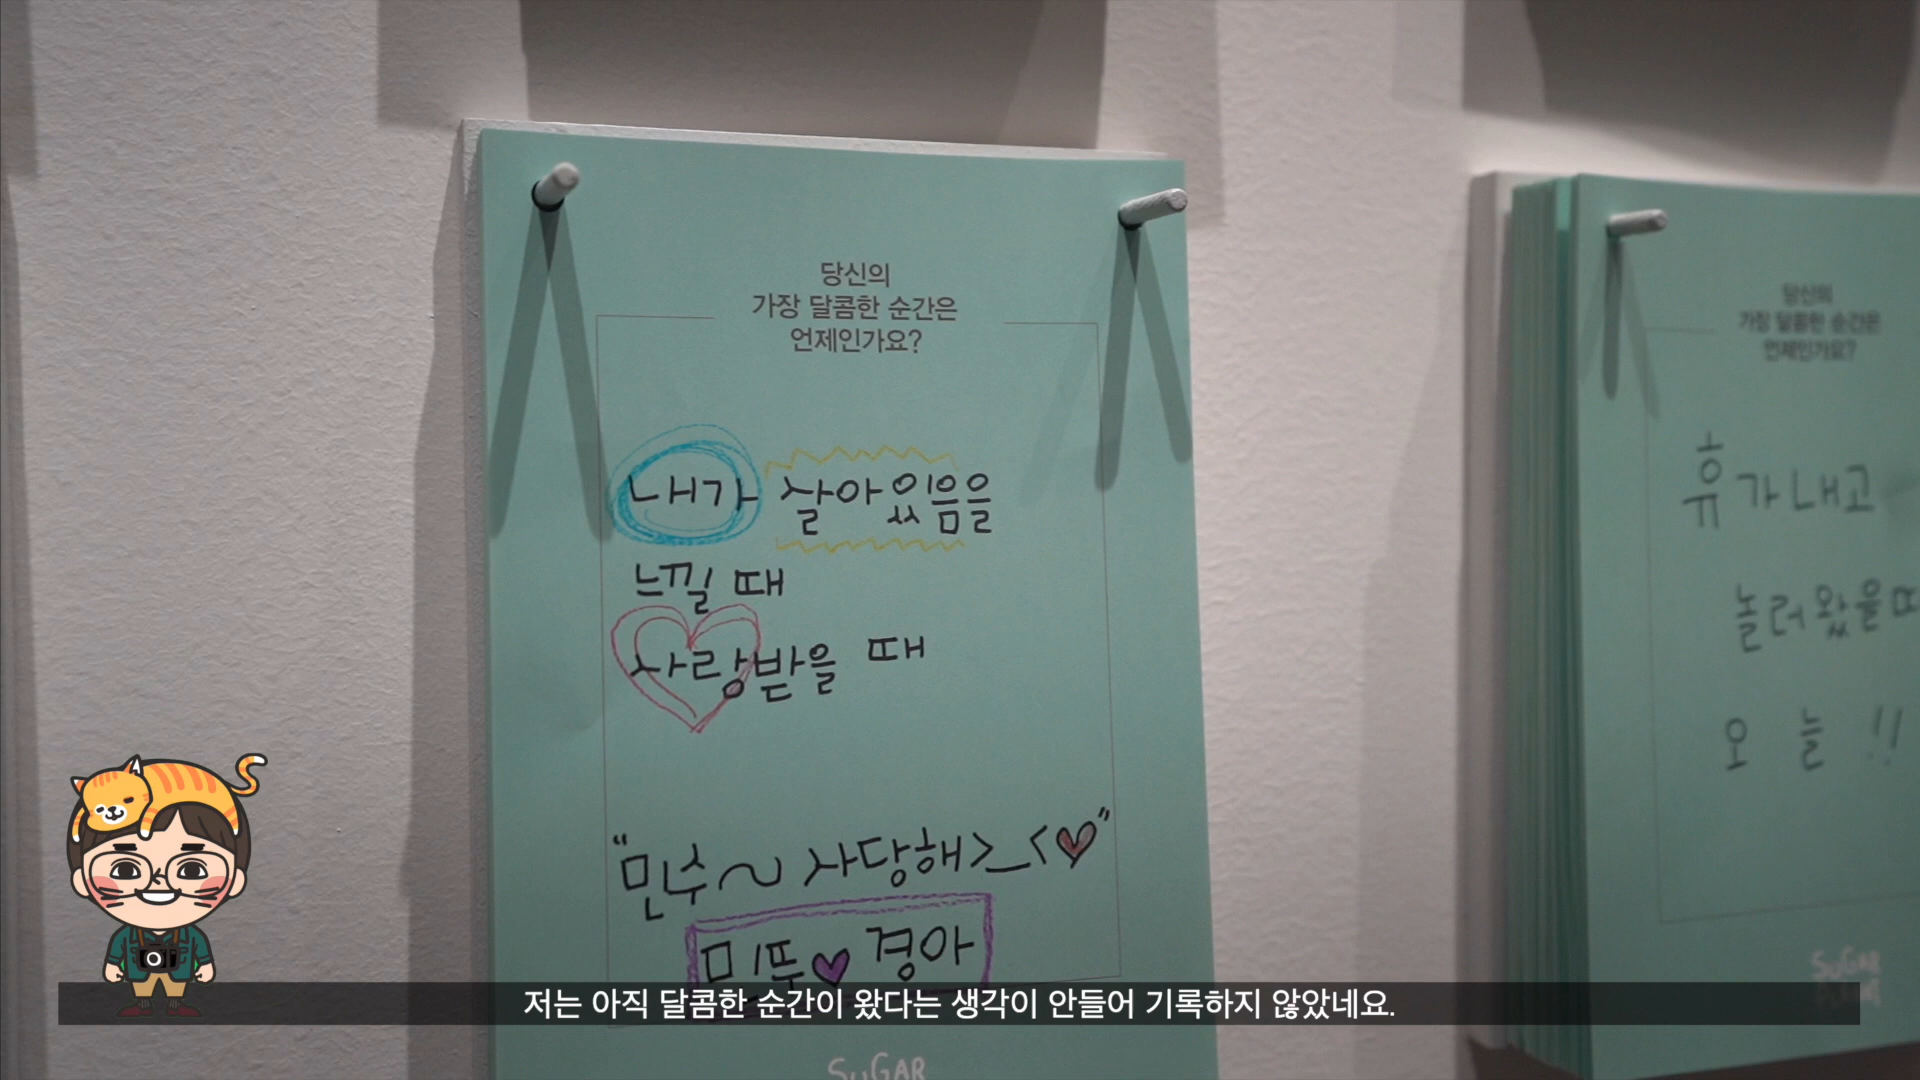 당신의
가장 달콤한 순간은
언제인가요?
내가 살아있음을
느낄 때
사랑받을 때
"민수~ 사당해>_<♥"
민뚜♥경아
SuGAR
당신의
가장 달콤한 순간은
언제인가요?
휴가내고
놀러왔을때
오늘!!
SuGAR
저는 아직 달콤한 순간이 왔다는 생각이 안들어 기록하지 않았네요.